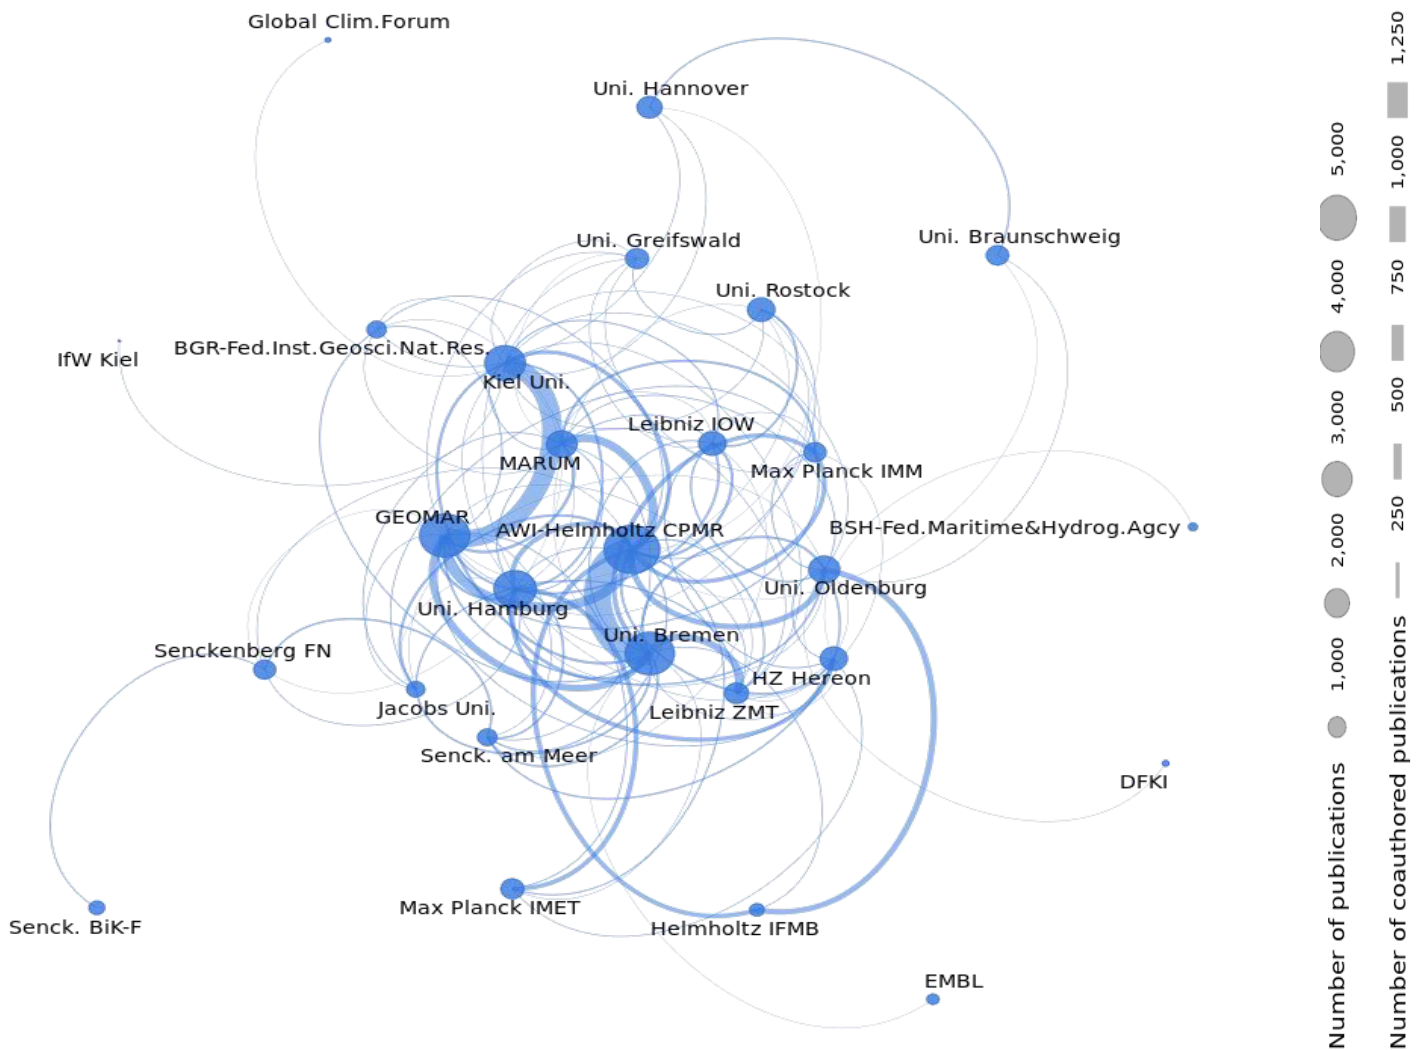 Global Clim.Forum
Uni. Hannover
Uni. Greifswald
Uni. Braunschweig
Uni. Rostock
BGR-Fed.Inst.Geosci.Nat.Res.
IfW Kiel
Kiel Uni.
Leibniz IOW
MARUM
Max Planck IMM
GEOMAR
AWI-Helmholtz CPMR
BSH-Fed.Maritime&Hydrog.Agcy
Uni. Oldenburg
Uni. Hamburg
Uni. Bremen
Senckenberg FN
HZ Hereon
Jacobs Uni.
Leibniz ZMT
Senck. am Meer
DFKI
Max Planck IMET
Senck. BiK-F
Helmholtz IFMB
EMBL
Number of publications
1,000
2,000
3,000
4,000
5,000
Number of coauthored publications
250
500
750
1,000
1,250